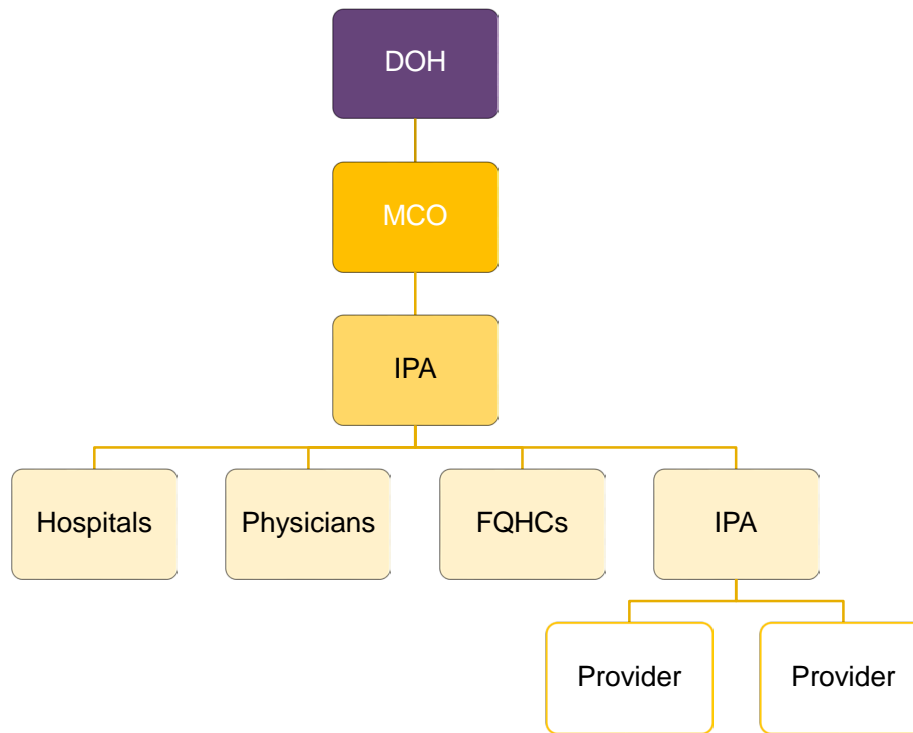 DOH
MCO
IPA
Hospitals
Physicians
FQHCs
IPA
Provider
Provider